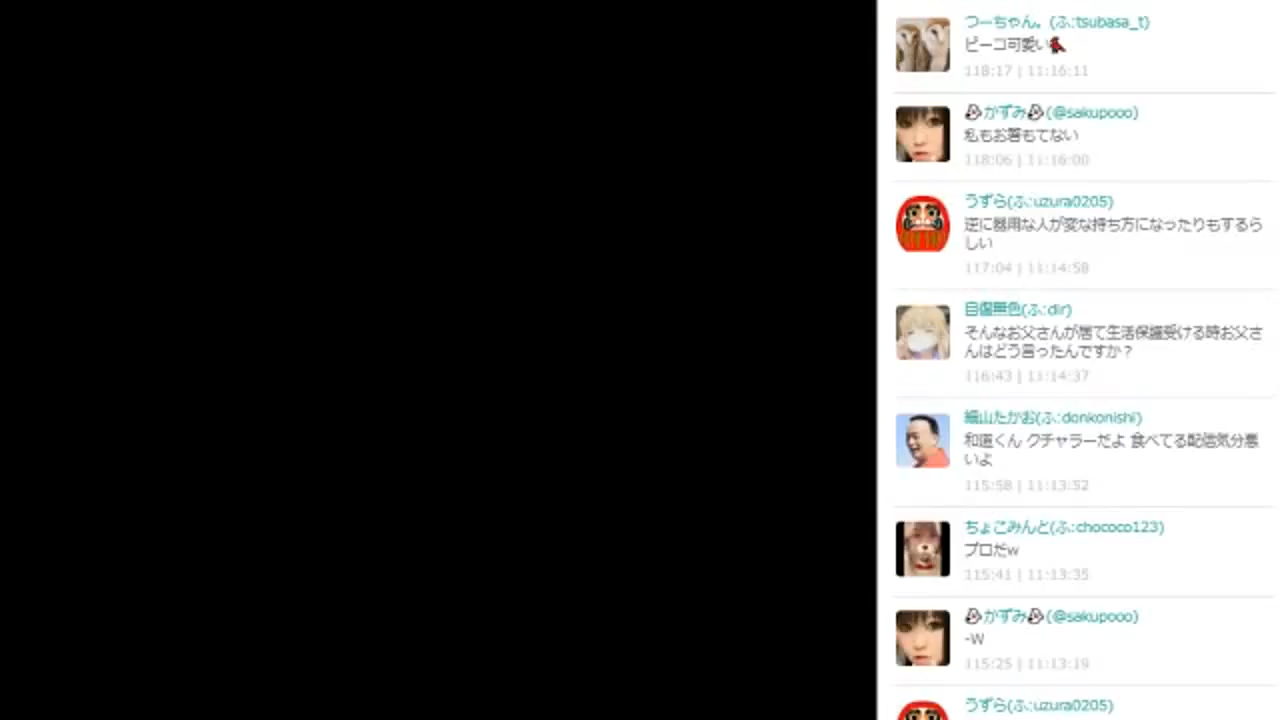 つーちゃん。(ふ:tsubasa_t)
ピーコ可愛い💃
118:17 | 11:16:11
🐶かずみ🐶(@sakupooo)
私もお箸もてない
118:06 | 11:16:00
うずら(ふ:uzura0205)
逆に器用な人が変な持ち方になったりもするら
しい
117:04 | 11:14:58
自傷無色(ふ:dir)
そんなお父さんが居て生活保護受ける時お父さ
んはどう言ったんですか？
116:43 | 11:14:37
細山たかお(ふ:donkonishi)
和道くん クチャラーだよ 食べてる配信気分悪
いよ
115:58 | 11:13:52
ちょこみんと(ふ:chococo123)
プロだw
115:41 | 11:13:35
🐶かずみ🐶(@sakupooo)
-W
115:25 | 11:13:19
うずら(ふ:uzura0205)